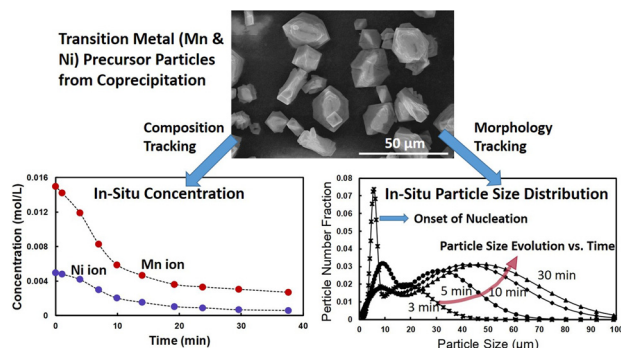 Transition Metal (Mn &
Ni) Precursor Particles
from Coprecipitation
50 µm
Composition
Tracking
Morphology
Tracking
In-Situ Concentration
Concentration (mol/L)
0.016
0.012
0.008
0.004
0.000
Ni ion
Mn ion
0
10
20
30
40
Time (min)
In-Situ Particle Size Distribution
Perticle Number Fraction
0.08
0.07
0.06
0.05
0.04
0.03
0.02
0.01
0
Onset of Nucleation
Particle Size Evolution vs. Time
30 min
10 min
5 min
3 min
0 10 20 30 40 50 60 70 80 90 100
Particle Size (µm)